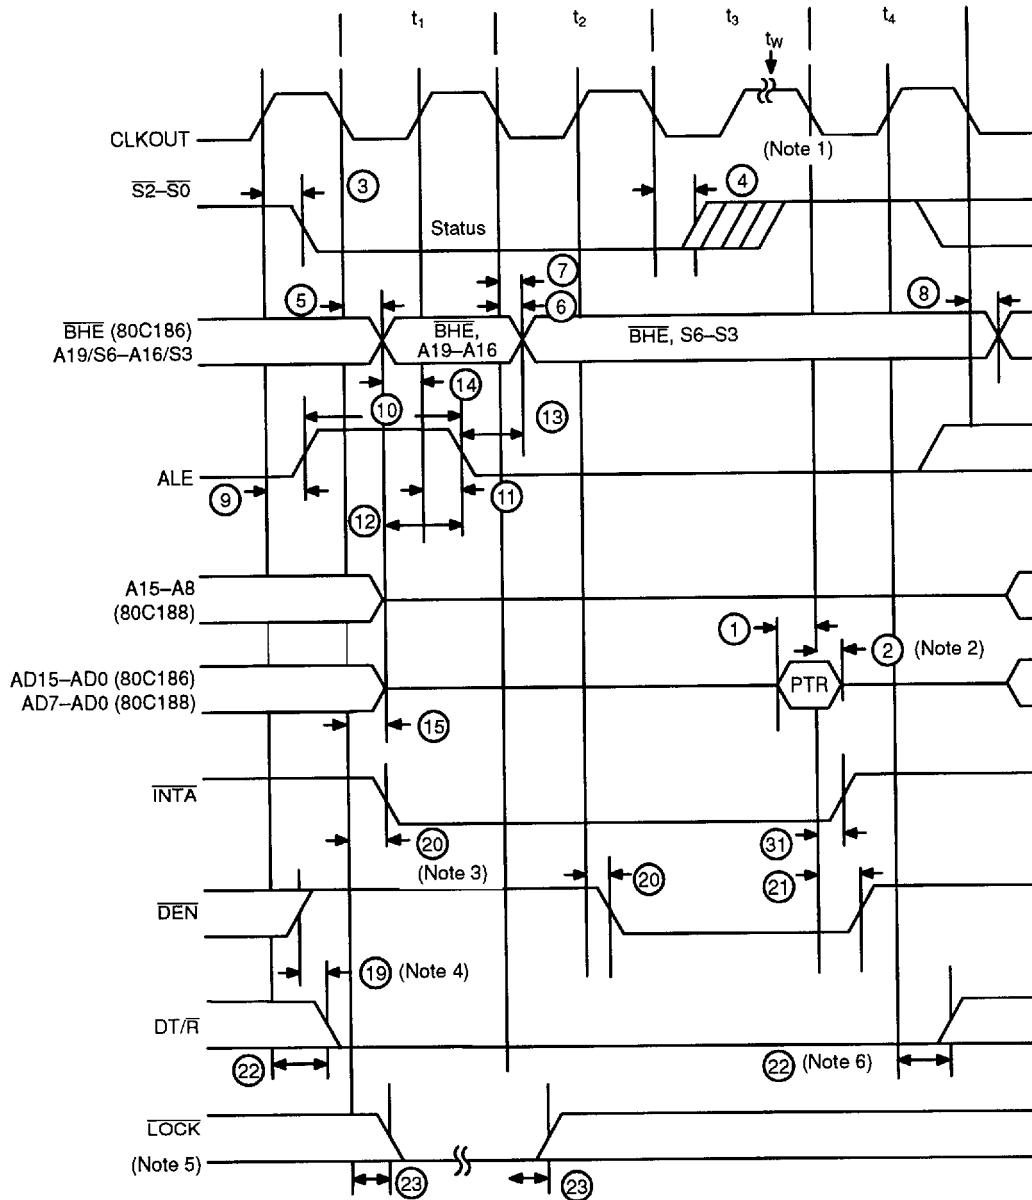 t1 t2 t3 t4
tW
CLKOUT
(Note 1)
S2–S0
3
4
Status
7
5
6
8
BHE (80C186)
A19/S6–A16/S3
BHE,
A19–A16
BHE, S6–S3
14
10
13
ALE
9
11
12
A15–A8
(80C188)
1
2 (Note 2)
AD15–AD0 (80C186)
AD7–AD0 (80C188)
PTR
15
INTA
20
31
(Note 3)
20
21
DEN
19 (Note 4)
DT/R
22
22 (Note 6)
LOCK
(Note 5)
23
23